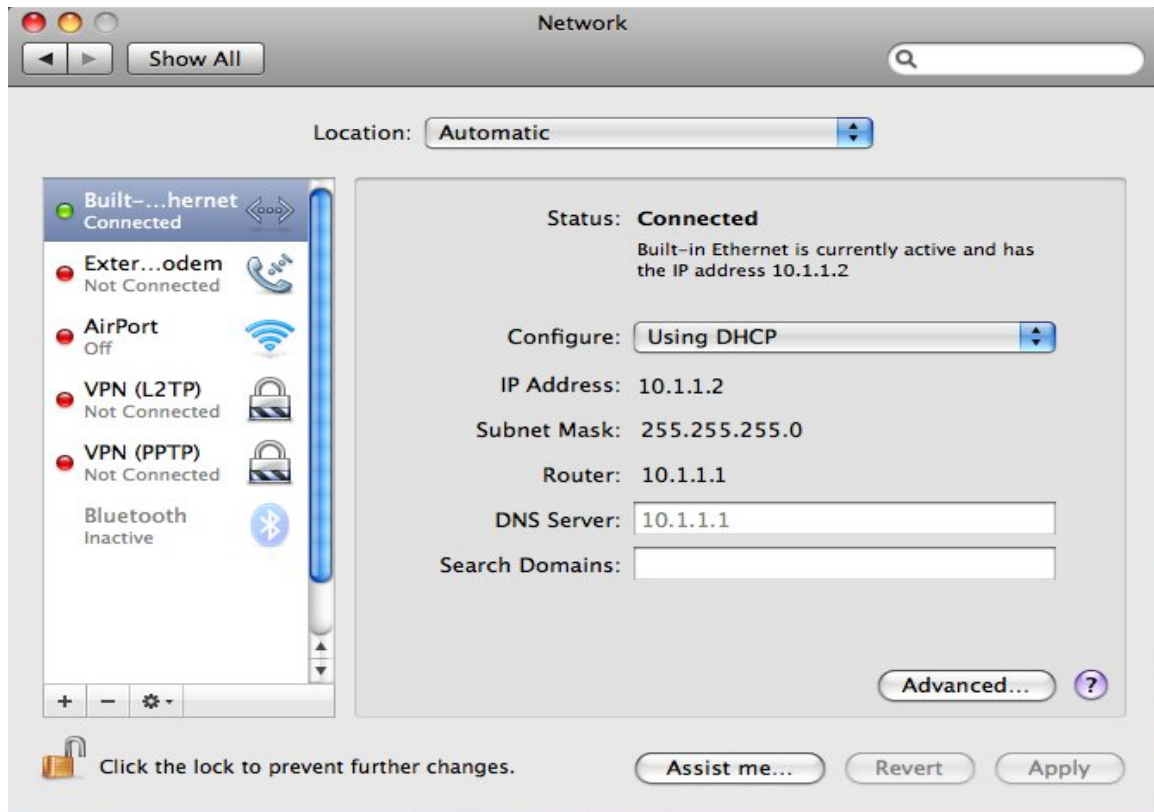 Network
Show All
Location: Automatic
Built-...hernet
Connected
Exter...odem
Not Connected
AirPort
Off
VPN (L2TP)
Not Connected
VPN (PPTP)
Not Connected
Bluetooth
Inactive
Status: Connected
Built-in Ethernet is currently active and has
the IP address 10.1.1.2
Configure: Using DHCP
IP Address: 10.1.1.2
Subnet Mask: 255.255.255.0
Router: 10.1.1.1
DNS Server: 10.1.1.1
Search Domains:
Advanced... ?
Click the lock to prevent further changes.
Assist me... Revert Apply